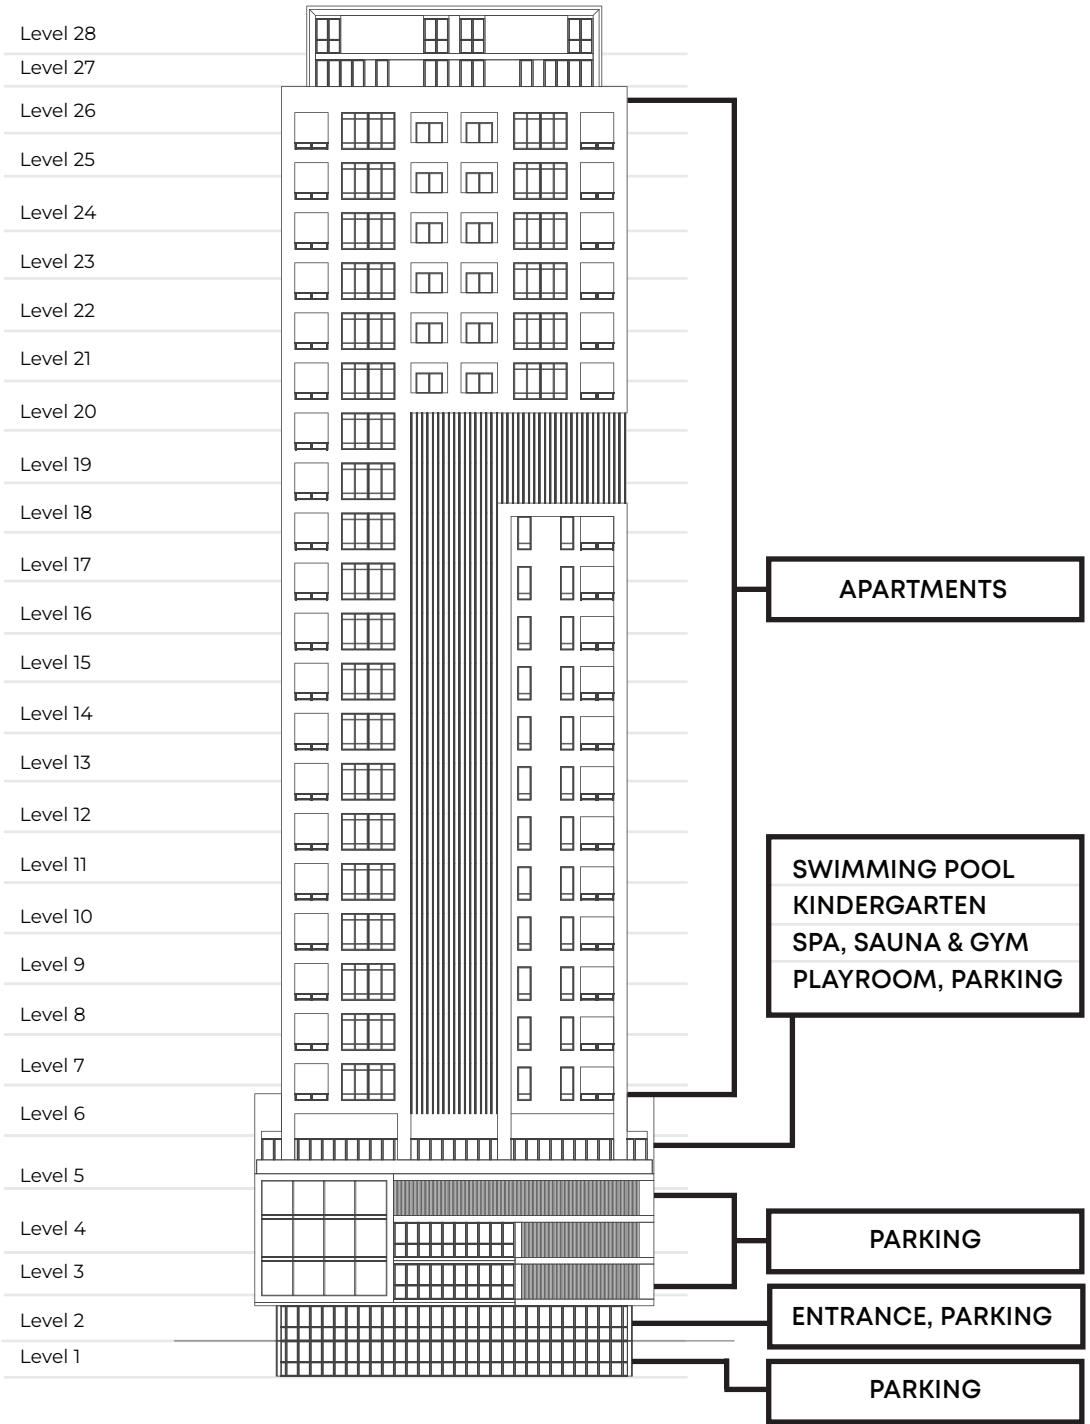 Level 28
Level 27
Level 26
Level 25
Level 24
Level 23
Level 22
Level 21
Level 20
Level 19
Level 18
Level 17
Level 16
Level 15
Level 14
Level 13
Level 12
Level 11
Level 10
Level 9
Level 8
Level 7
Level 6
Level 5
Level 4
Level 3
Level 2
Level 1
APARTMENTS
SWIMMING POOL
KINDERGARTEN
SPA, SAUNA & GYM
PLAYROOM, PARKING
PARKING
ENTRANCE, PARKING
PARKING